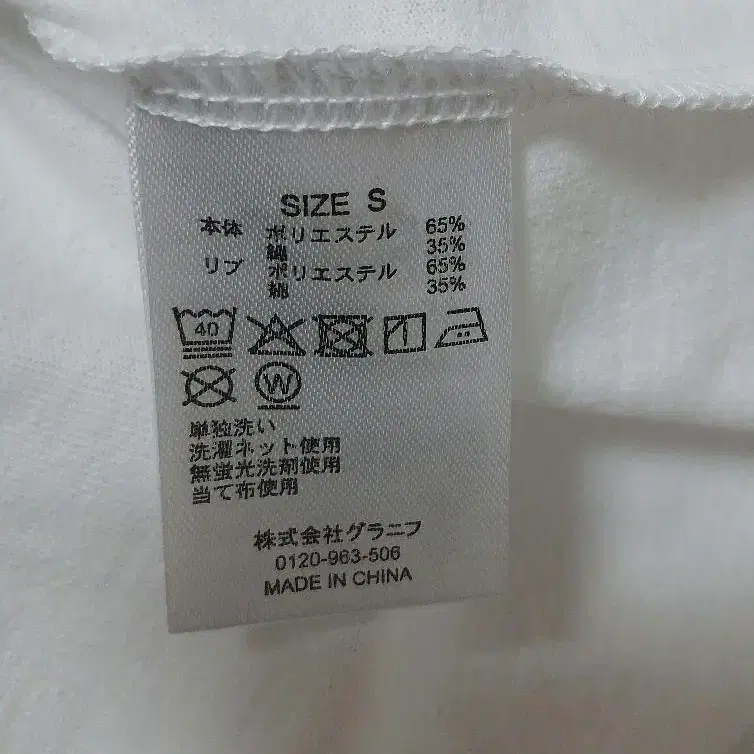 SIZE S
本体 ポリエステル 65%
綿 35%
リブ ポリエステル 65%
綿 35%
40
W
単独洗い
洗濯ネット使用
無蛍光洗剤使用
当て布使用
株式会社グラニフ
0120-963-506
MADE IN CHINA